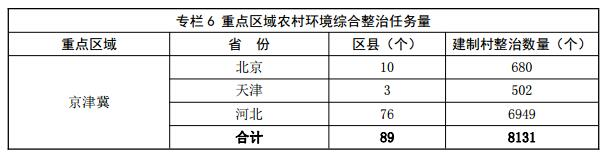 专栏 6 重点区域农村环境综合整治任务量
重点区域 省 份 区县（个） 建制村整治数量（个）
京津冀 北京 10 680
天津 3 502
河北 76 6949
合计 89 8131